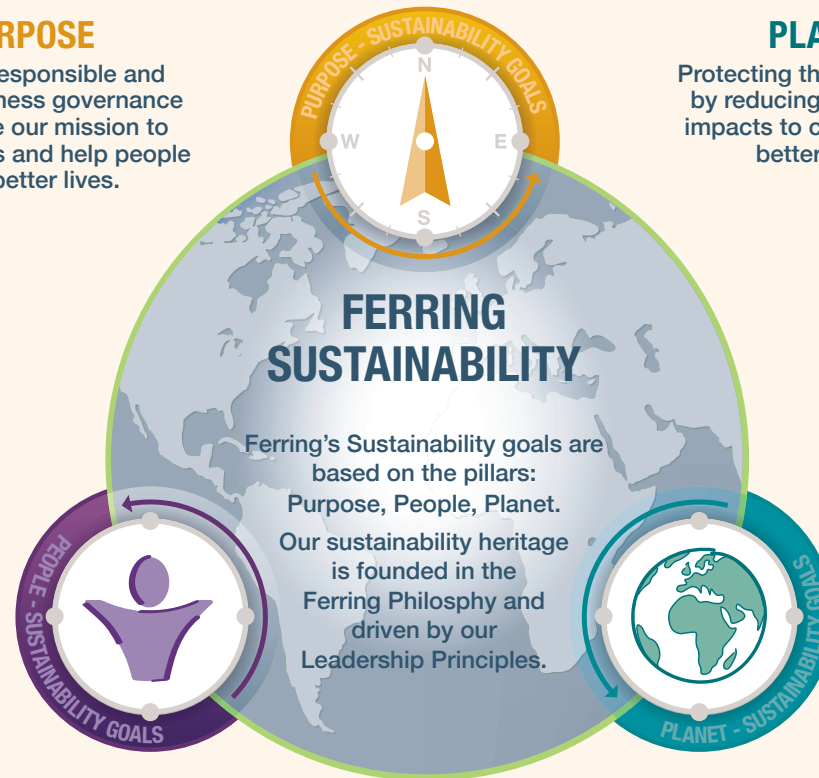 RPOSE
esponsible and
ness governance
e our mission to
s and help people
better lives.
PURPOSE - SUSTAINABILITY GOALS
N
W
E
S
PLA
Protecting th
by reducing
impacts to c
better
FERRING
SUSTAINABILITY
Ferring's Sustainability goals are
based on the pillars:
Purpose, People, Planet.
Our sustainability heritage
is founded in the
Ferring Philosphy and
driven by our
Leadership Principles.
PEOPLE - SUSTAINABILITY GOALS
PLANET - SUSTAINABILITY GOALS